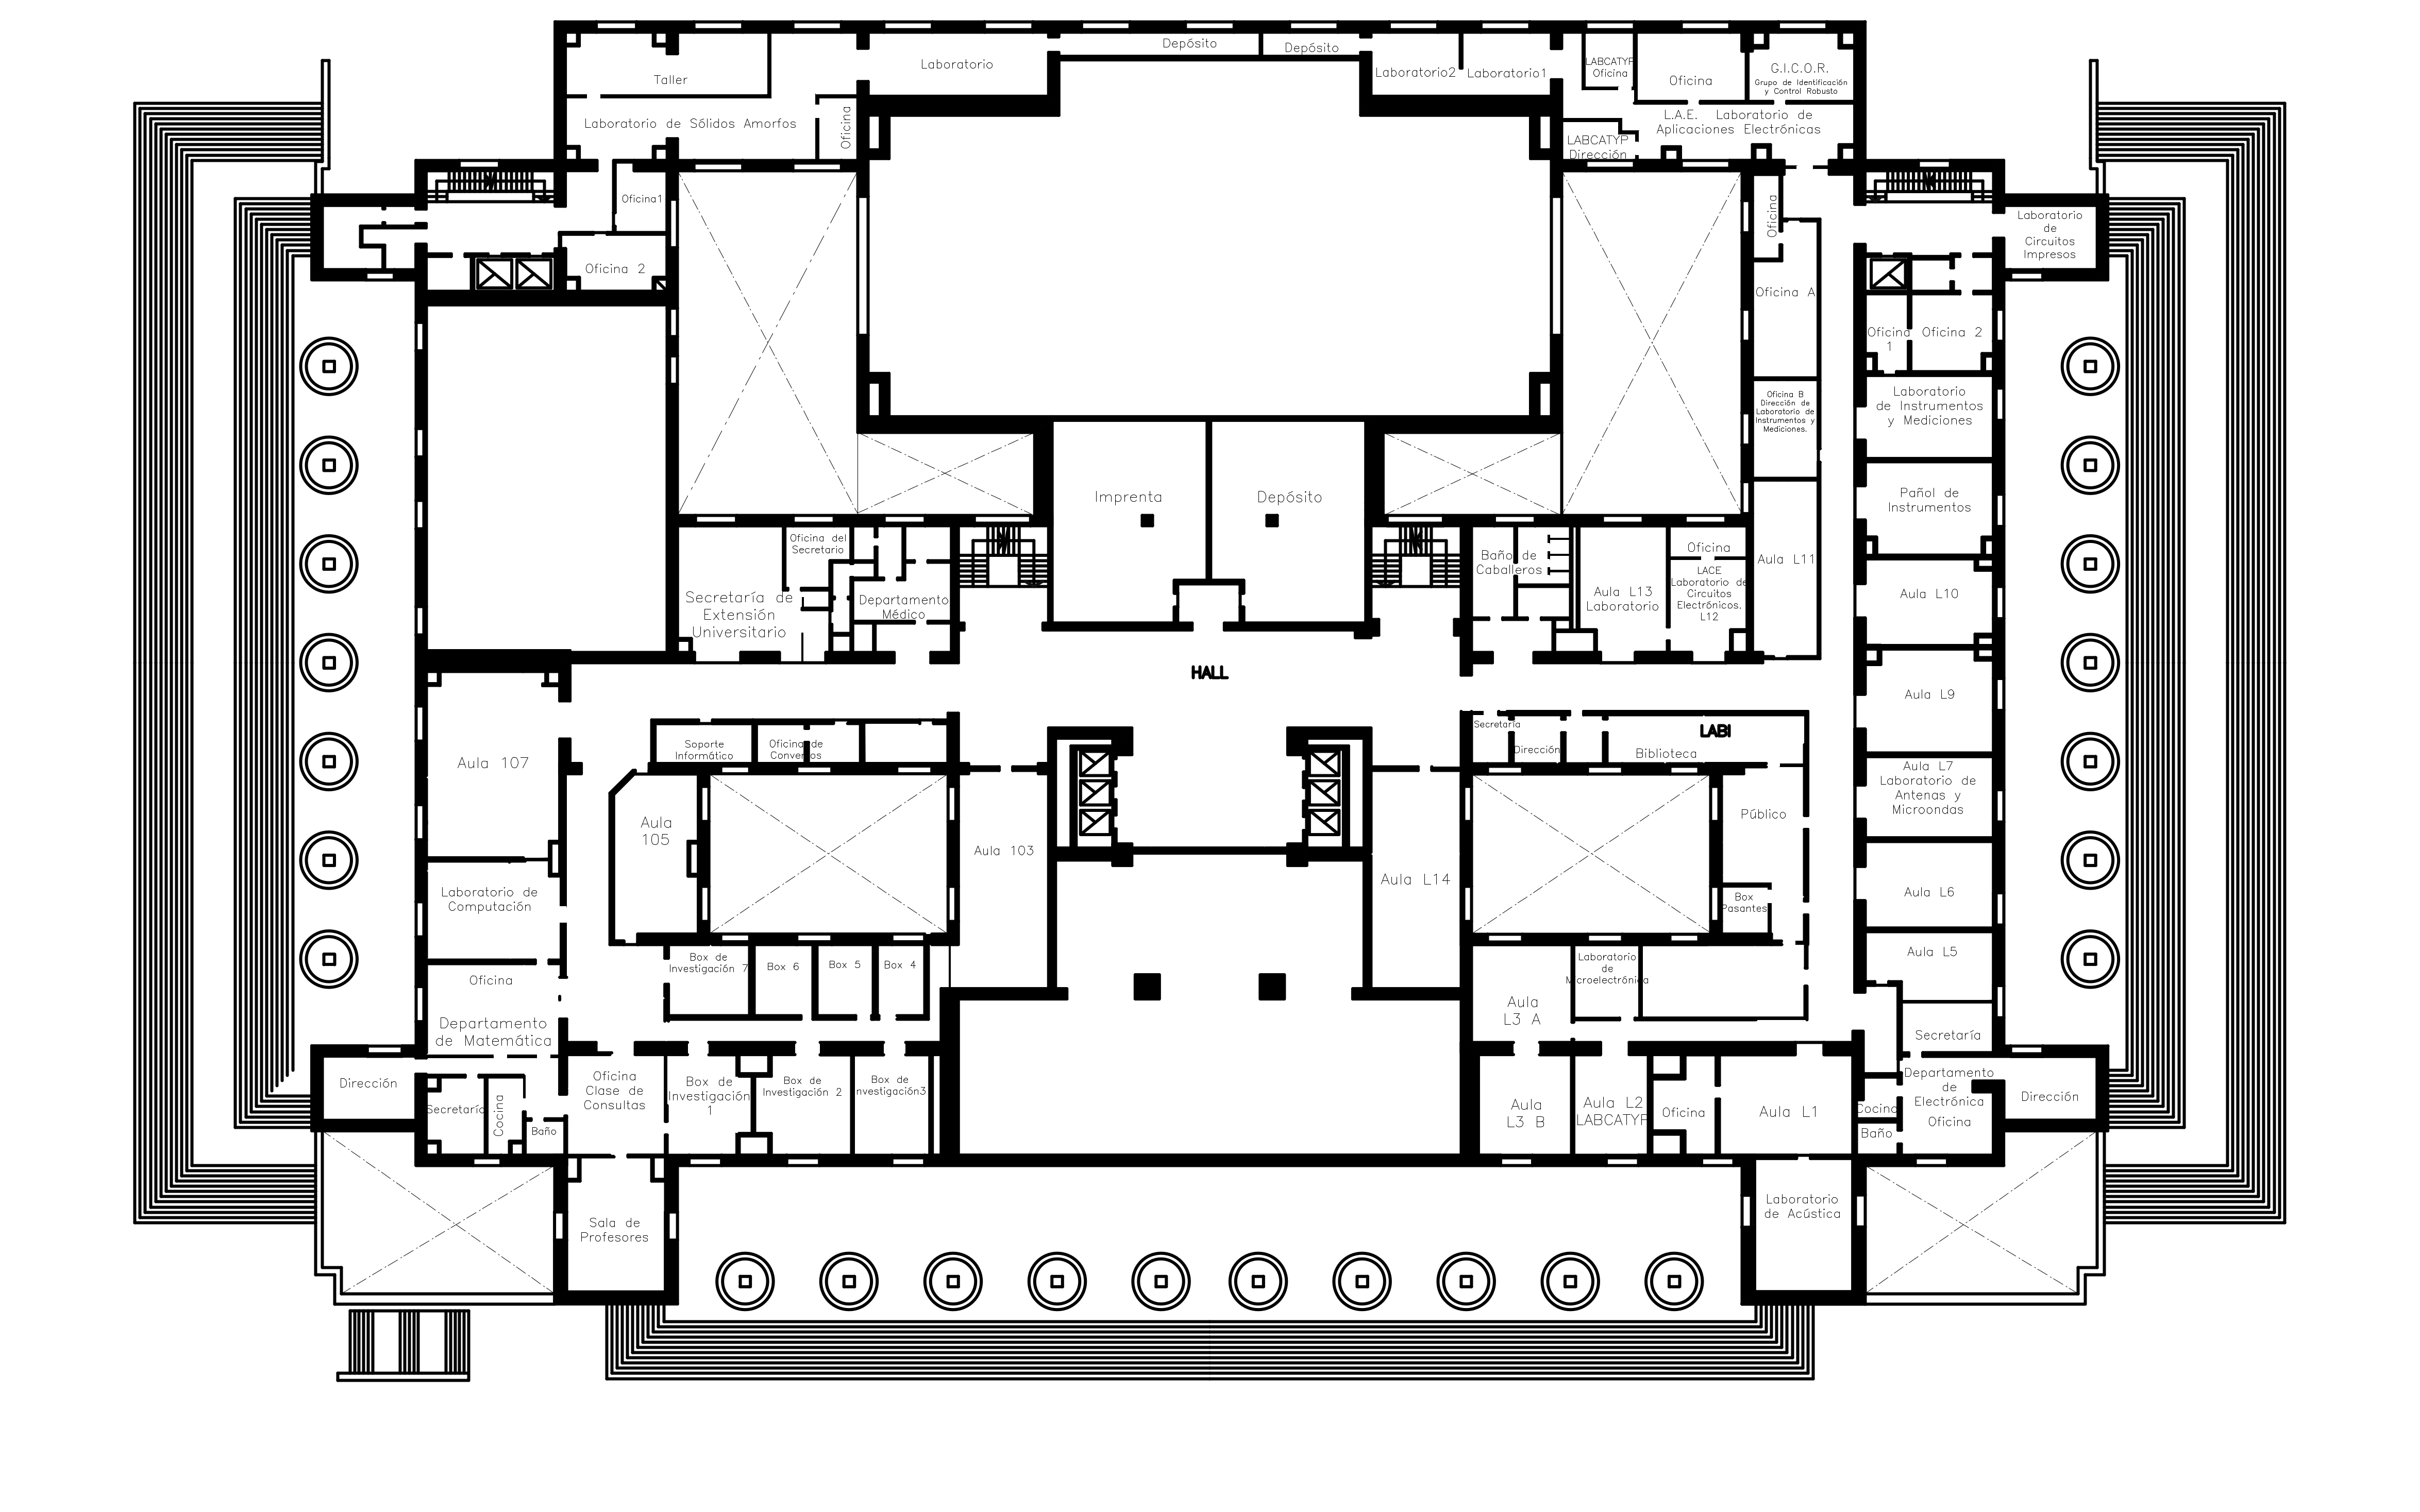 Depósito
Depósito
Taller
Laboratorio
Laboratorio2
Laboratorio1
LABCATYP
Oficina
Oficina
G.I.C.O.R.
Grupo de Identificación
y Control Robusto
Laboratorio de Sólidos Amorfos
Oficina
L.A.E. Laboratorio de
Aplicaciones Electrónicas
LABCATYP
Dirección
Oficina1
Oficina 2
Oficina
Laboratorio
de
Circuitos
Impresos
Oficina A
Oficina
1
Oficina 2
Oficina B
Dirección de
Laboratorio de
Instrumentos y
Mediciones.
Laboratorio
de Instrumentos
y Mediciones
Imprenta
Depósito
Pañol de
Instrumentos
Oficina del
Secretario
Secretaría de
Extensión
Universitario
Departamento
Médico
Baño de
Caballeros
Aula L13
Laboratorio
Oficina
LACE
Laboratorio de
Circuitos
Electrónicos.
L12
Aula L11
Aula L10
HALL
Aula L9
Aula 107
Soporte
Informático
Oficina de
Convenios
Secretaría
Dirección
LABI
Biblioteca
Aula L7
Laboratorio de
Antenas y
Microondas
Aula
105
Aula 103
Aula L14
Público
Laboratorio de
Computación
Box
Pasantes
Aula L6
Oficina
Departamento
de Matemática
Box de
Investigación 7
Box 6
Box 5
Box 4
Aula
L3 A
Laboratorio
de
Microelectrónica
Aula L5
Secretaría
Dirección
Secretaría
Cocina
Baño
Oficina
Clase de
Consultas
Box de
Investigación
1
Box de
Investigación 2
Box de
Investigación3
Aula
L3 B
Aula L2
LABCATYP
Oficina
Aula L1
Cocina
Baño
Departamento
de
Electrónica
Oficina
Dirección
Sala de
Profesores
Laboratorio
de Acústica